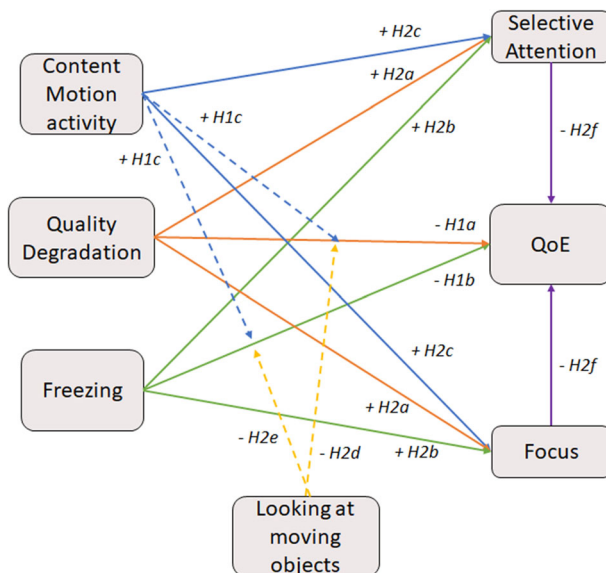 Selective
Attention
+ H2c
Content
Motion
activity
+ H2a
+ H1c
+ H2b
- H2f
+ H1c
Quality
Degradation
- H1a
QoE
- H1b
+ H2c
- H2f
Freezing
+ H2a
- H2e
- H2d
+ H2b
Focus
Looking at
moving
objects